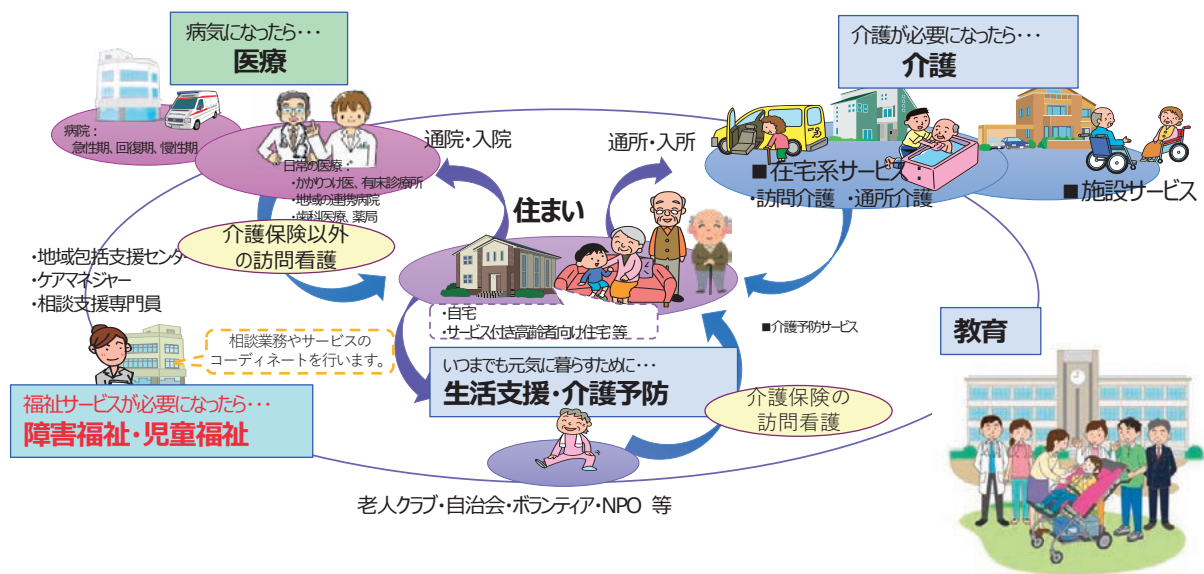 病気になったら･･･
医療
病院：
急性期、回復期、慢性期
日常の医療：
・かかりつけ医、有床診療所
・地域の連携病院
・歯科医療、薬局
通院・入院
通所・入所
介護が必要になったら･･･
介護
■在宅系サービス
・訪問介護 ・通所介護
■施設サービス
住まい
介護保険以外
の訪問看護
・地域包括支援センター
・ケアマネジャー
・相談支援専門員
・自宅
・サービス付き高齢者向け住宅 等
■介護予防サービス
相談業務やサービスの
コーディネートを行います。
いつまでも元気に暮らすために･･･
生活支援・介護予防
介護保険の
訪問看護
教育
福祉サービスが必要になったら･･･
障害福祉・児童福祉
老人クラブ・自治会・ボランティア・NPO 等